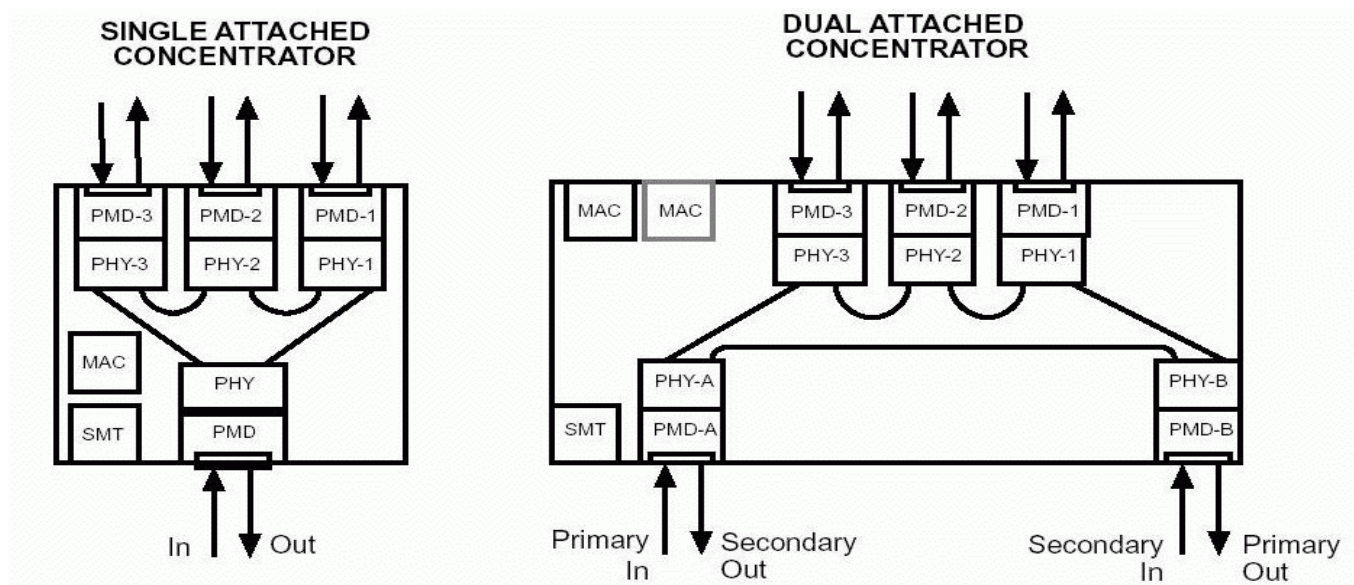 SINGLE ATTACHED
CONCENTRATOR
PMD-3
PMD-2
PMD-1
PHY-3
PHY-2
PHY-1
MAC
PHY
SMT
PMD
In
Out
DUAL ATTACHED
CONCENTRATOR
MAC
MAC
PMD-3
PMD-2
PMD-1
PHY-3
PHY-2
PHY-1
PHY-A
PHY-B
SMT
PMD-A
PMD-B
Primary
In
Secondary
Out
Secondary
In
Primary
Out